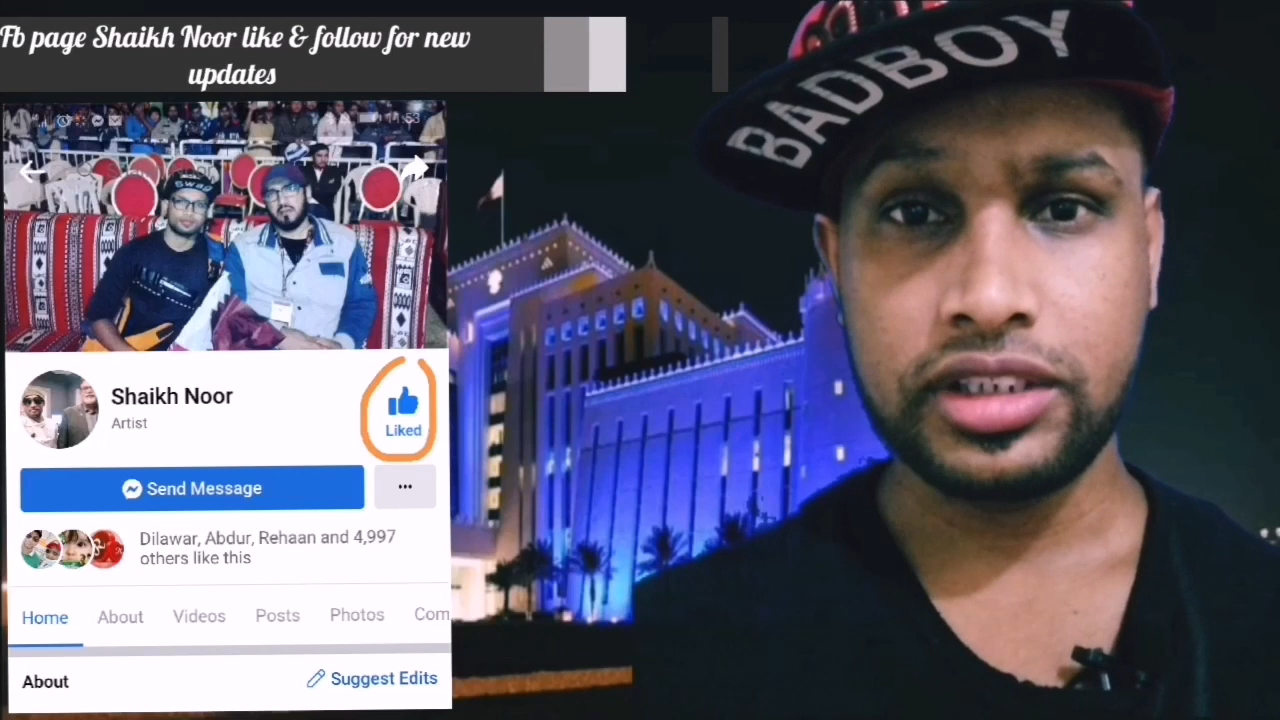 Fb page Shaikh Noor like & follow for new
updates
BADBOY
SWAG
Shaikh Noor
Artist
Liked
Send Message
Dilawar, Abdur, Rehaan and 4,997
others like this
Home About Videos Posts Photos Com
About
Suggest Edits